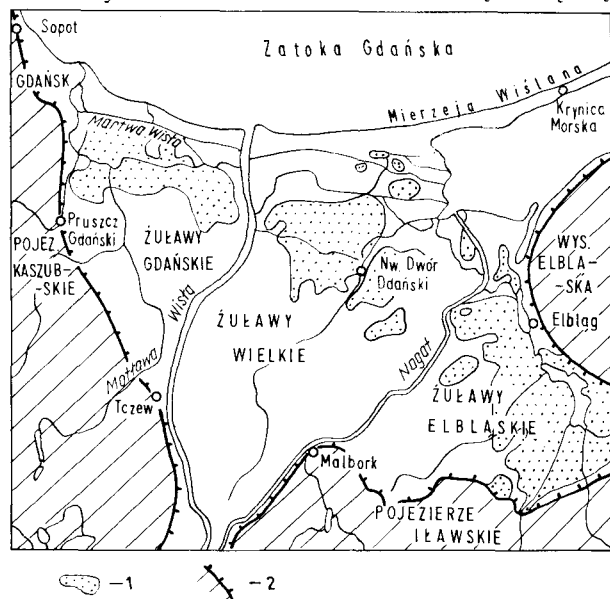 Sopot
Zatoka Gdańska
GDAŃSK
Mierzeja Wiślana
Krynica
Morska
Martwa Wisła
Pruszcz
Gdański
POJEZ.
KASZUB-
-SKIE
ŻUŁAWY
GDAŃSKIE
WYS.
ELBLĄ-
SKA
Nw. Dwór
Gdański
Elbląg
Wisła
ŻUŁAWY
WIELKIE
Nogat
Motława
Tczew
ŻUŁAWY
ELBLĄSKIE
Malbork
POJEZIERZE
IŁAWSKIE
-1
-2